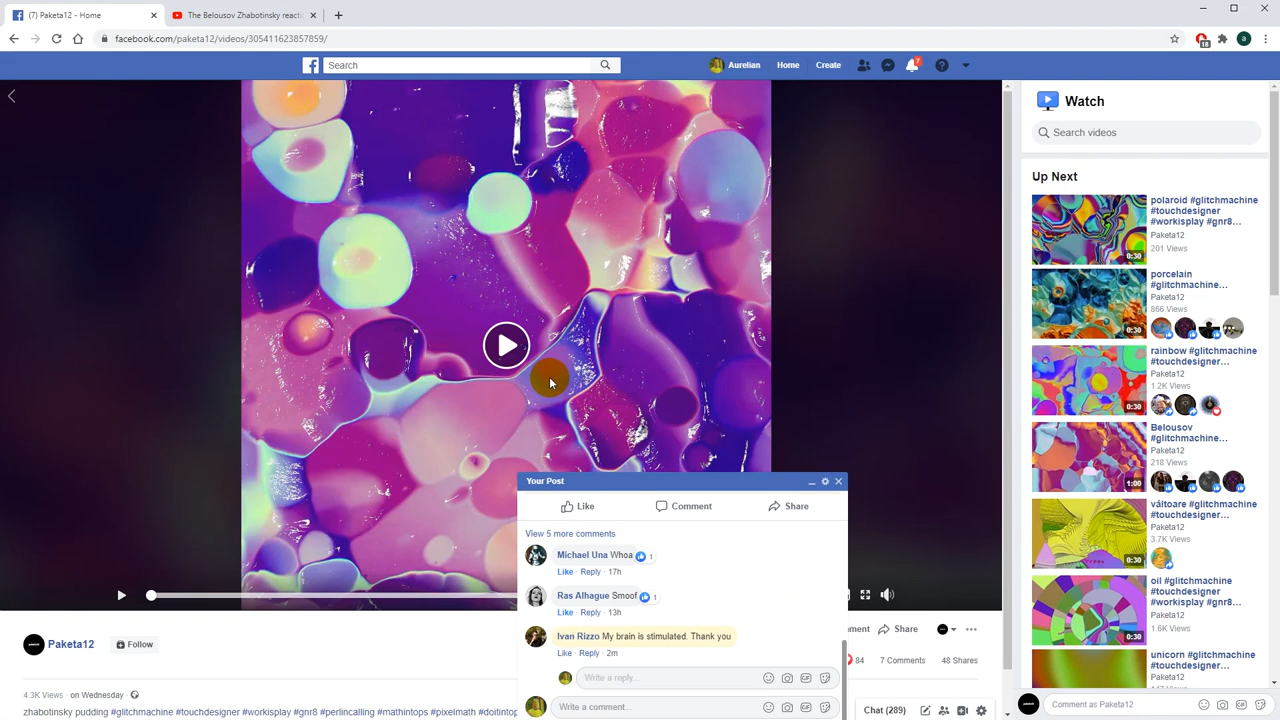 (7) Paketa12 - Home
The Belousov Zhabotinsky reacti
facebook.com/paketa12/videos/305411623857859/
18
a
f
Search
Aurelian
Home
Create
7
Watch
Search videos
Up Next
polaroid #glitchmachine
#touchdesigner
#workisplay #gnr8…
Paketa12
201 Views
0:30
porcelain
#glitchmachine…
Paketa12
866 Views
0:30
rainbow #glitchmachine
#touchdesigner…
Paketa12
1.2K Views
0:30
Belousov
#glitchmachine…
Paketa12
218 Views
1:00
vâltoare #glitchmachine
#touchdesigner…
Paketa12
3.7K Views
0:30
oil #glitchmachine
#touchdesigner
#workisplay #gnr8…
Paketa12
1.6K Views
0:30
unicorn #glitchmachine
#touchdesigner…
Your Post
Like
Comment
Share
View 5 more comments
Michael Una Whoa 1
Like · Reply · 17h
Ras Alhague Smoof 1
Like · Reply · 13h
Ivan Rizzo My brain is stimulated. Thank you
Like · Reply · 2m
Write a reply...
Write a comment...
Paketa12
Follow
mment
Share
84
7 Comments
48 Shares
4.3K Views · on Wednesday ·
zhabotinsky pudding #glitchmachine #touchdesigner #workisplay #gnr8 #perlincalling #mathintops #pixelmath #doitintop
Chat (289)
Comment as Paketa12